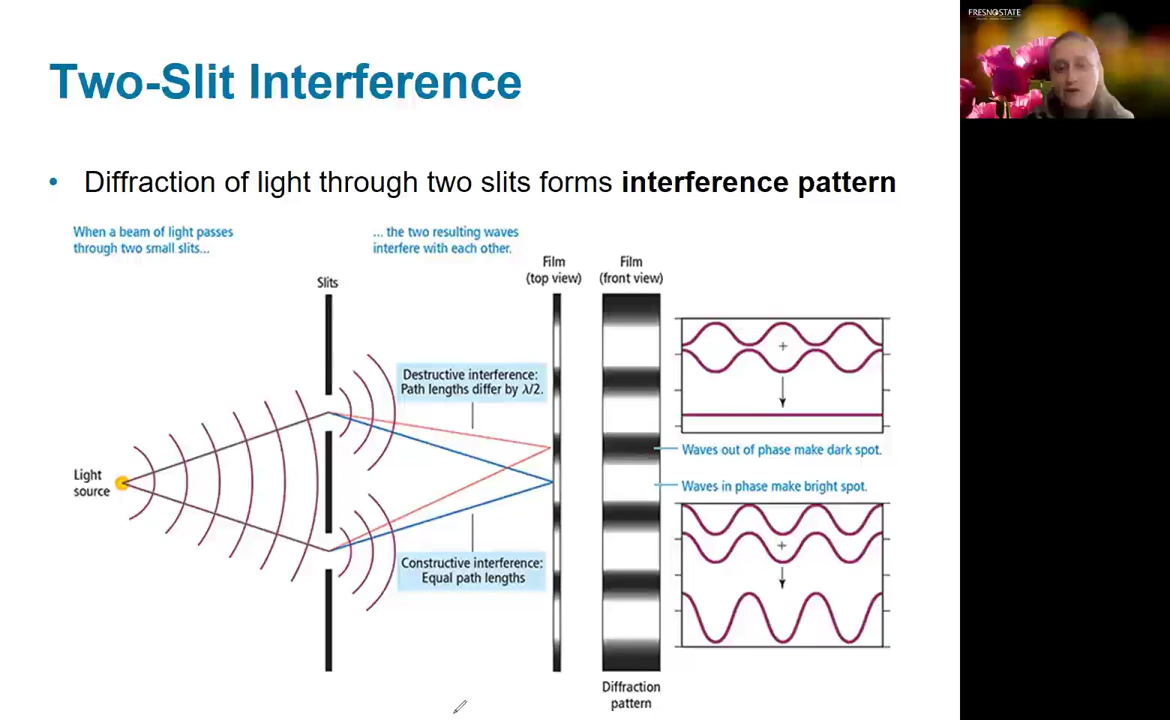 FRESNO STATE
Two-Slit Interference
• Diffraction of light through two slits forms interference pattern
When a beam of light passes
through two small slits...
... the two resulting waves
interfere with each other.
Slits
Film
(top view)
Film
(front view)
Destructive interference:
Path lengths differ by λ/2.
+
Waves out of phase make dark spot.
Light
source
Waves in phase make bright spot.
+
Constructive interference:
Equal path lengths
Diffraction
pattern